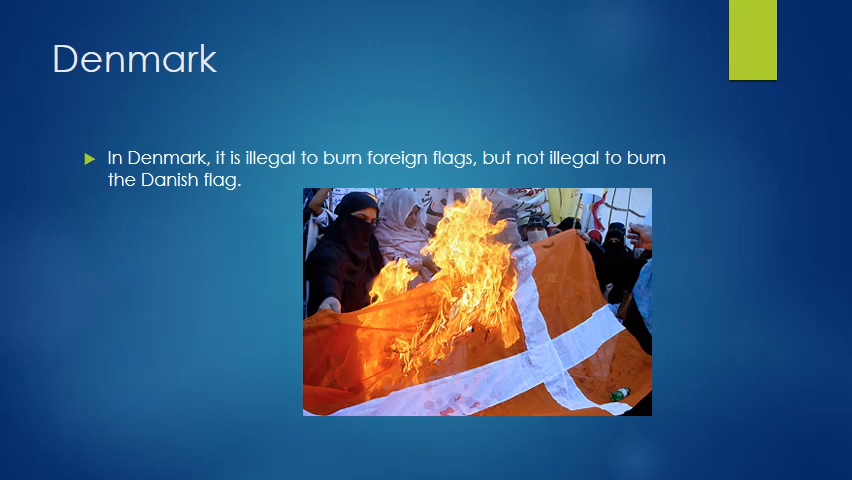 Denmark
In Denmark, it is illegal to burn foreign flags, but not illegal to burn
the Danish flag.